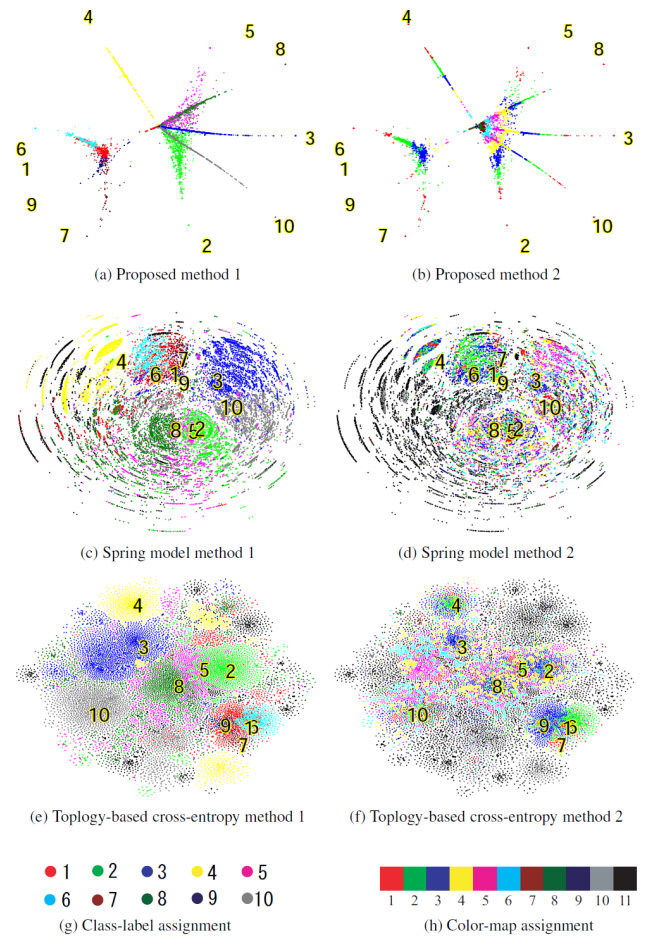 4
5
8
3
6
1
9
7
2
10
4
5
8
3
6
1
9
7
2
10
(a) Proposed method 1
(b) Proposed method 2
4
7
6 1
9
3
10
8 5 2
4
7
6 1
9
3
10
8 5 2
(c) Spring model method 1
(d) Spring model method 2
4
3
5 2
8
10
9 1 6
7
4
3
5 2
8
10
9 1 6
7
(e) Toplogy-based cross-entropy method 1
(f) Toplogy-based cross-entropy method 2
1 2 3 4 5
6 7 8 9 10
1 2 3 4 5 6 7 8 9 10 11
(g) Class-label assignment
(h) Color-map assignment